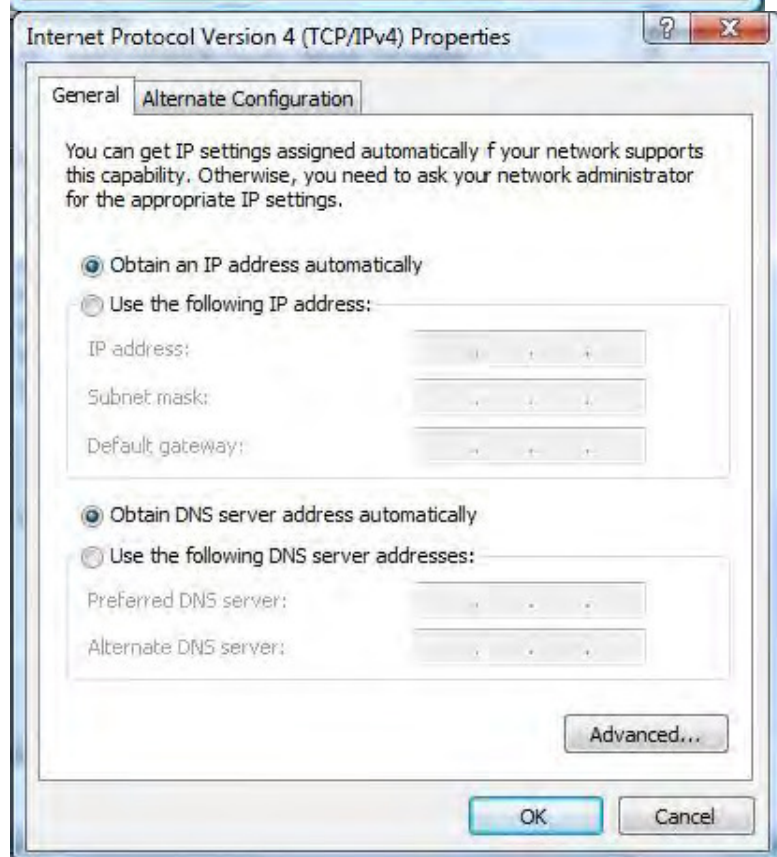 Internet Protocol Version 4 (TCP/IPv4) Properties
General
Alternate Configuration
You can get IP settings assigned automatically f your network supports
this capability. Otherwise, you need to ask your network administrator
for the appropriate IP settings.
Obtain an IP address automatically
Use the following IP address:
IP address:
Subnet mask:
Default gateway:
Obtain DNS server address automatically
Use the following DNS server addresses:
Preferred DNS server:
Alternate DNS server:
Advanced...
OK
Cancel